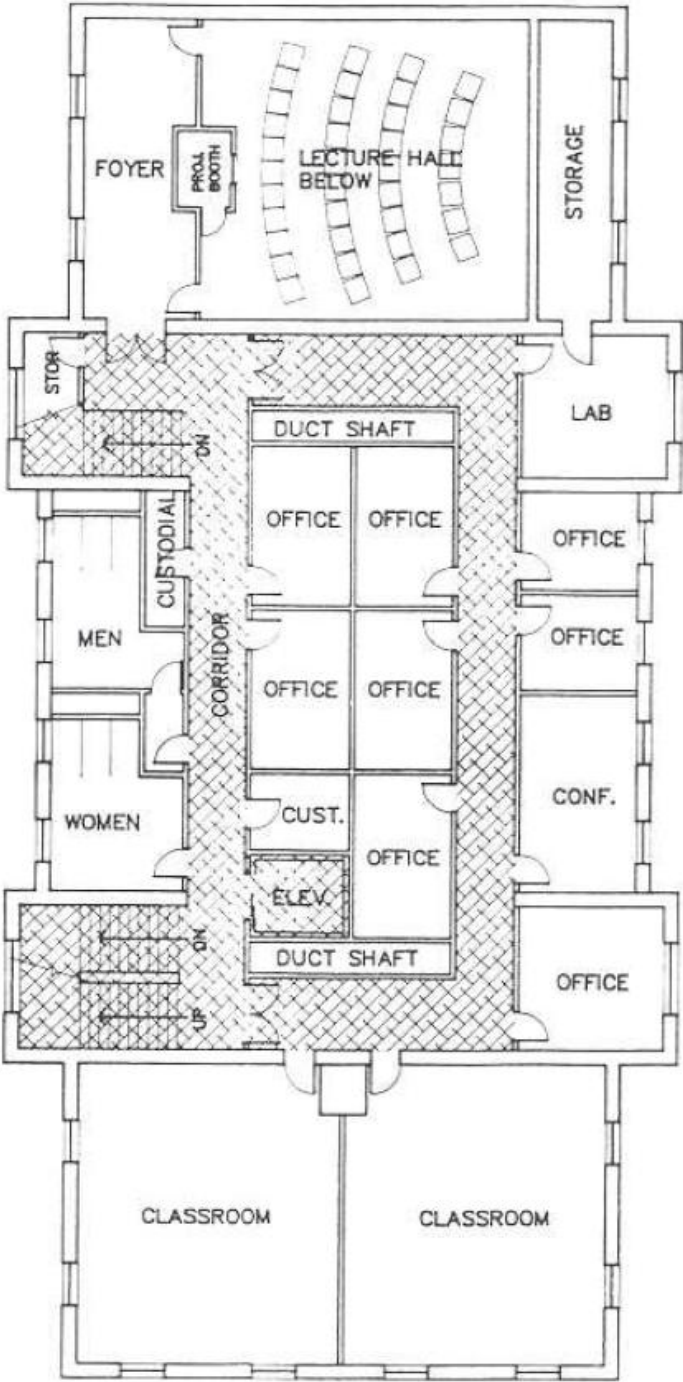 FOYER
PROJ.
BOOTH
LECTURE HALL
BELOW
STORAGE
STOR
DN
LAB
DUCT SHAFT
CUSTODIAL
OFFICE
OFFICE
OFFICE
MEN
CORRIDOR
OFFICE
OFFICE
OFFICE
WOMEN
CUST.
OFFICE
CONF.
ELEV.
DN
DUCT SHAFT
OFFICE
UP
CLASSROOM
CLASSROOM